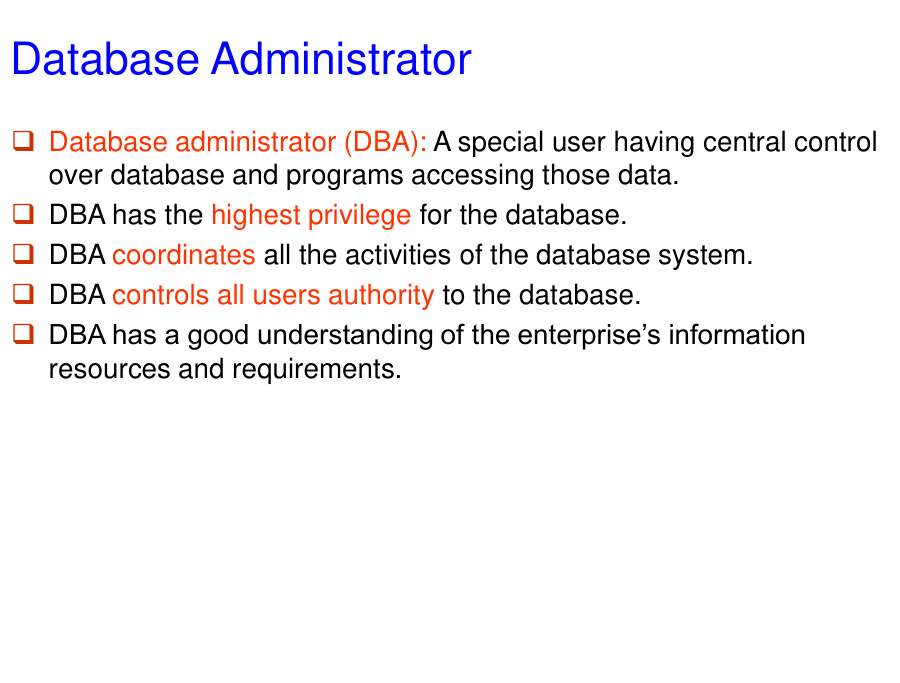 Database Administrator
❑ Database administrator (DBA): A special user having central control
over database and programs accessing those data.
❑ DBA has the highest privilege for the database.
❑ DBA coordinates all the activities of the database system.
❑ DBA controls all users authority to the database.
❑ DBA has a good understanding of the enterprise’s information
resources and requirements.